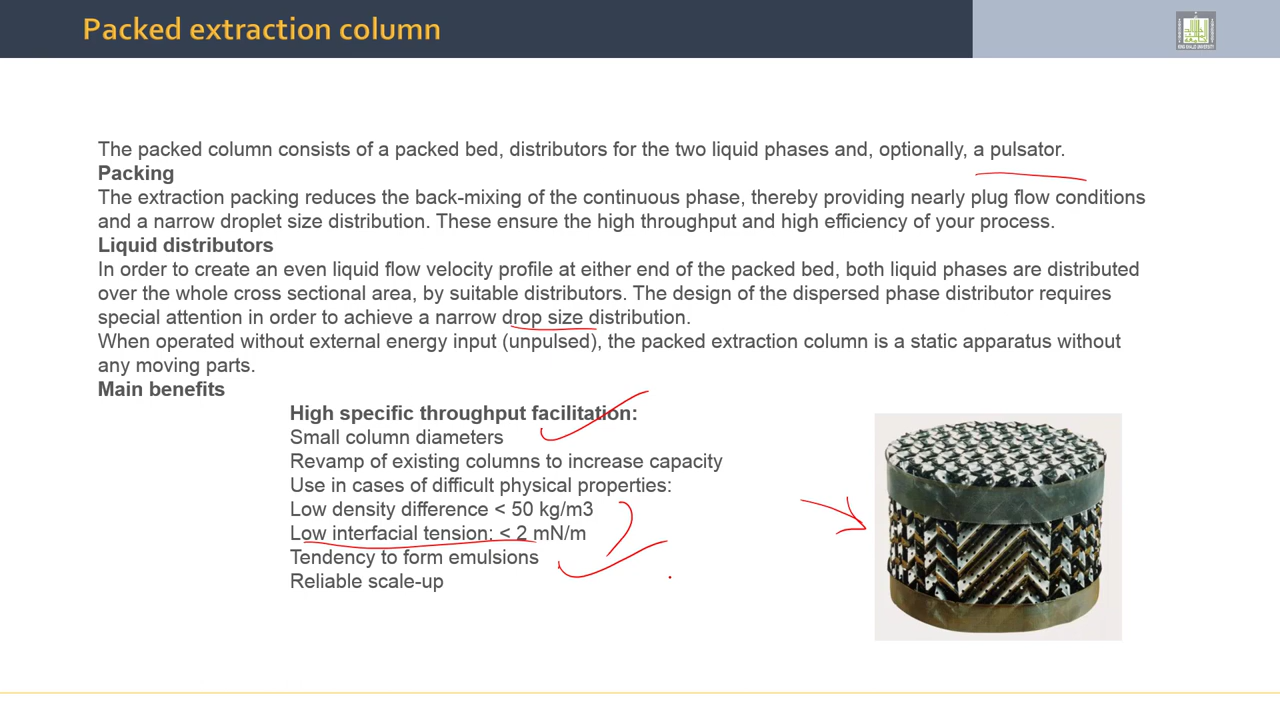 Packed extraction column
KING KHALID UNIVERSITY
The packed column consists of a packed bed, distributors for the two liquid phases and, optionally, a pulsator.
Packing
The extraction packing reduces the back-mixing of the continuous phase, thereby providing nearly plug flow conditions
and a narrow droplet size distribution. These ensure the high throughput and high efficiency of your process.
Liquid distributors
In order to create an even liquid flow velocity profile at either end of the packed bed, both liquid phases are distributed
over the whole cross sectional area, by suitable distributors. The design of the dispersed phase distributor requires
special attention in order to achieve a narrow drop size distribution.
When operated without external energy input (unpulsed), the packed extraction column is a static apparatus without
any moving parts.
Main benefits
High specific throughput facilitation:
Small column diameters
Revamp of existing columns to increase capacity
Use in cases of difficult physical properties:
Low density difference < 50 kg/m3
Low interfacial tension: < 2 mN/m
Tendency to form emulsions
Reliable scale-up